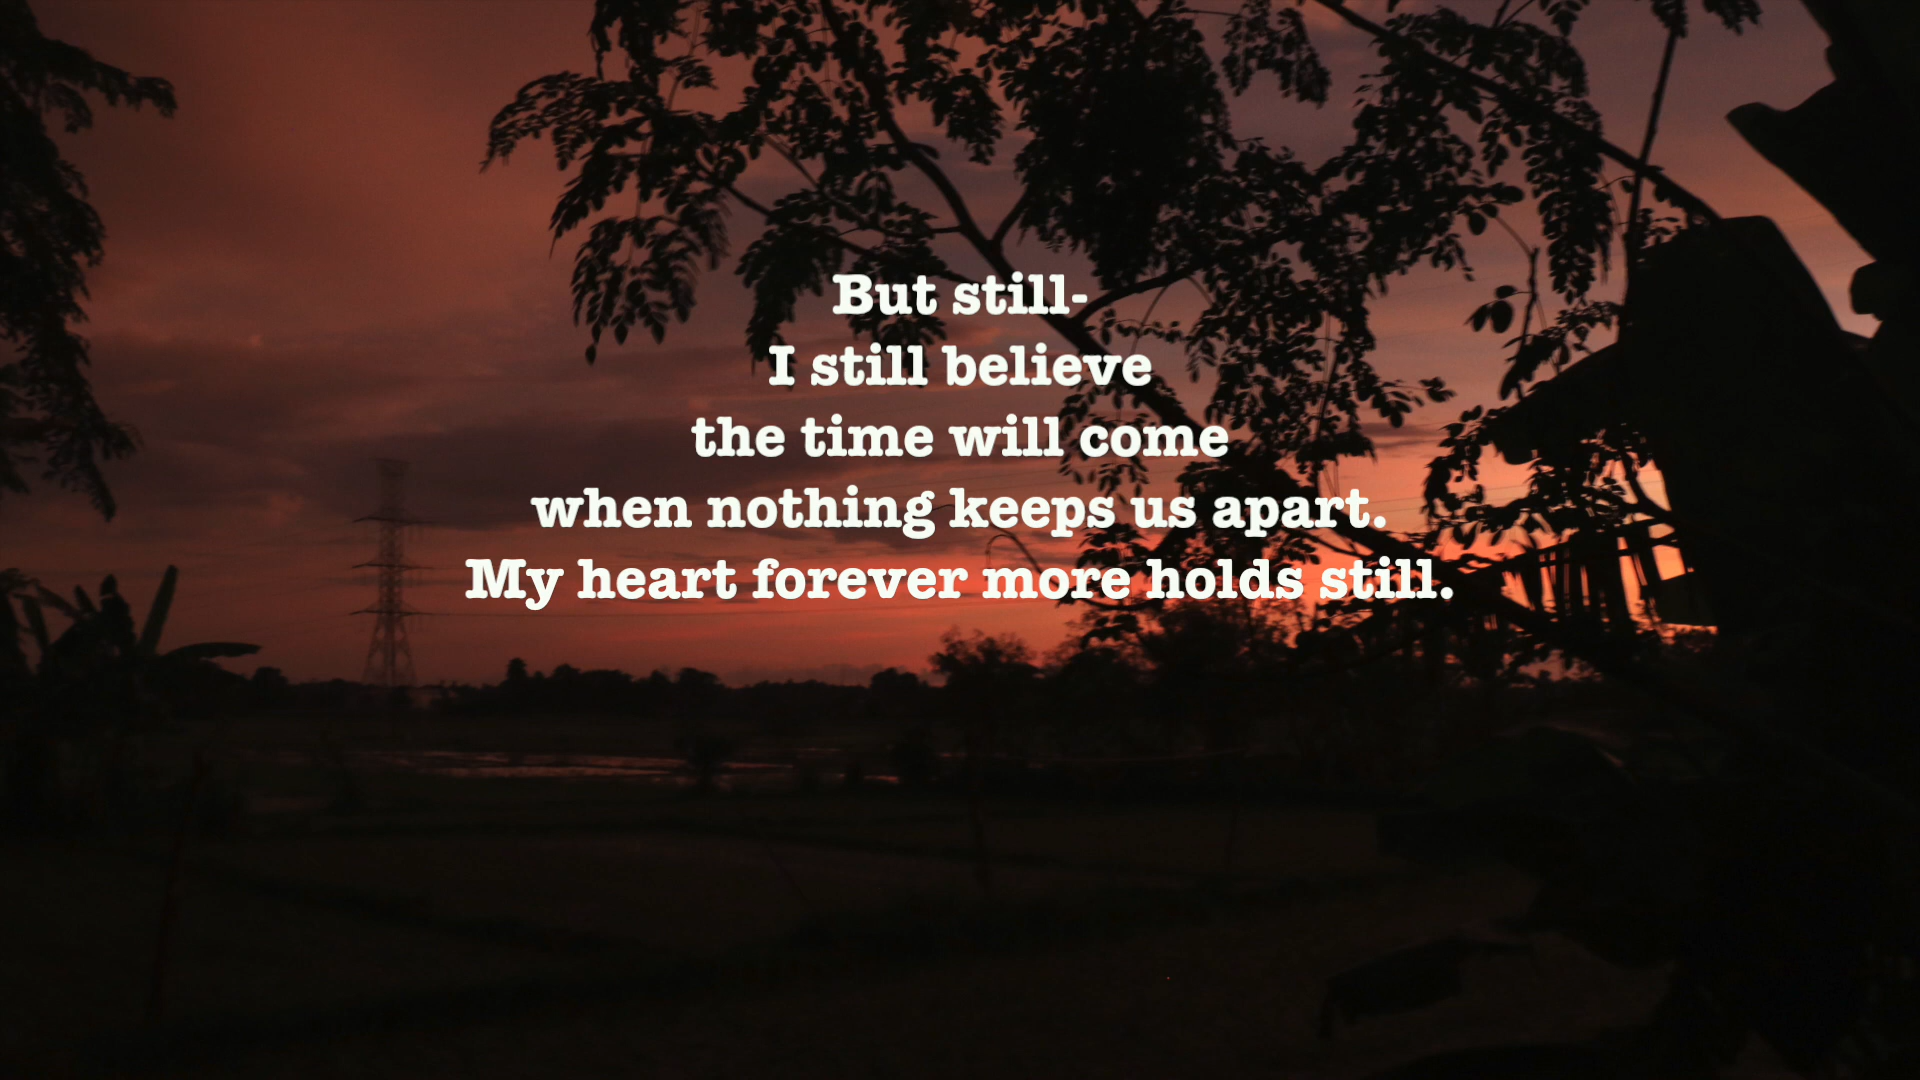 But still-
I still believe
the time will come
when nothing keeps us apart.
My heart forever more holds still.